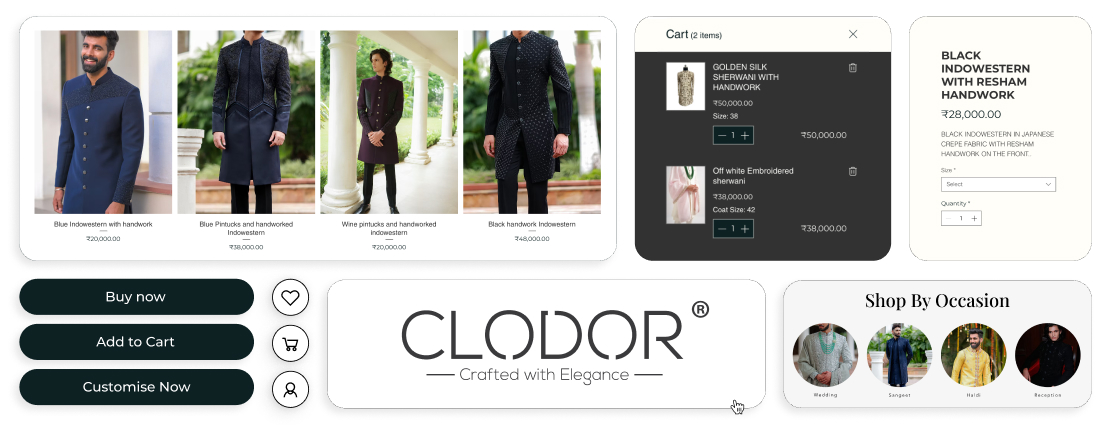 Blue Indowestern with handwork
₹20,000.00
Blue Pintucks and handworked
Indowestern
₹38,000.00
Wine pintucks and handworked
indowestern
₹20,000.00
Black handwork Indowestern
₹48,000.00
Cart (2 items)
GOLDEN SILK
SHERWANI WITH
HANDWORK
₹50,000.00
Size: 38
1
₹50,000.00
Off white Embroidered
sherwani
₹38,000.00
Coat Size: 42
1
₹38,000.00
BLACK
INDOWESTERN
WITH RESHAM
HANDWORK
₹28,000.00
BLACK INDOWESTERN IN JAPANESE
CREPE FABRIC WITH RESHAM
HANDWORK ON THE FRONT.
Size *
Select
Quantity *
1
Buy now
Add to Cart
Customise Now
CLODOR®
Crafted with Elegance
Shop By Occasion
Wedding
Sangeet
Haldi
Reception